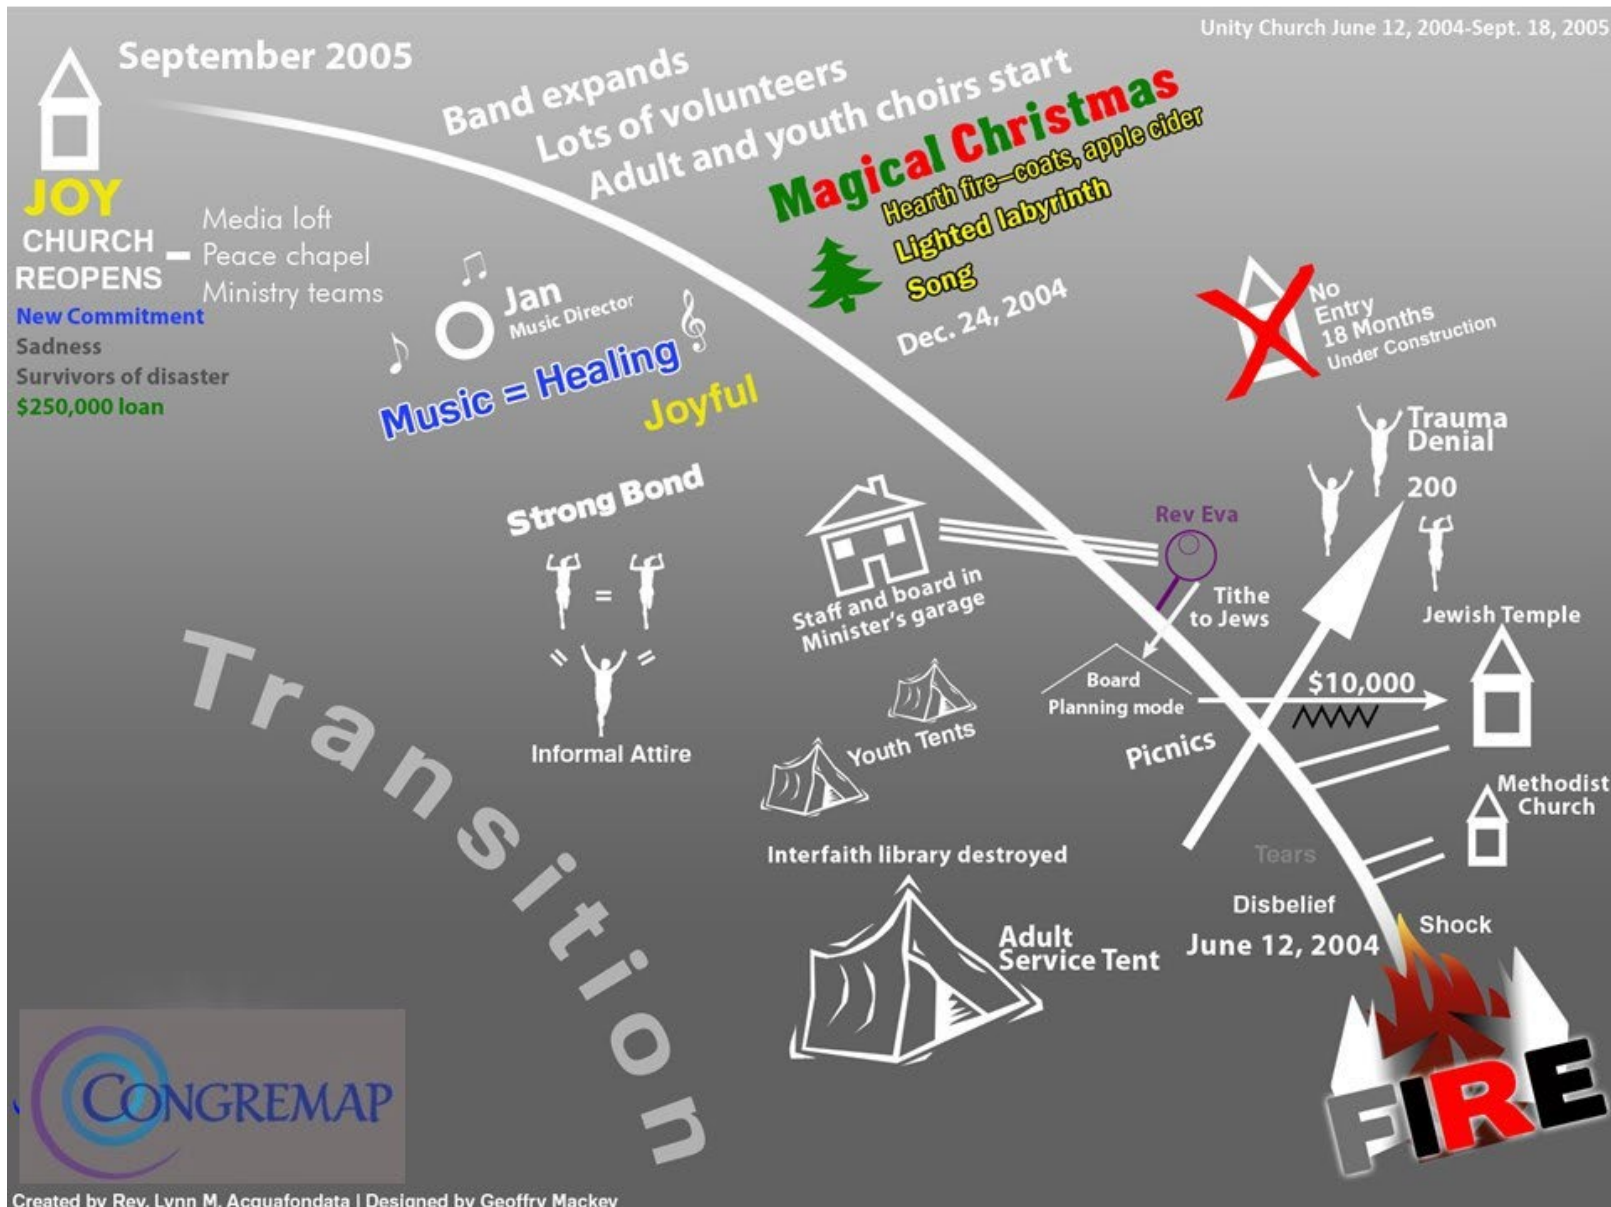 Unity Church June 12, 2004-Sept. 18, 2005
September 2005
JOY
CHURCH
REOPENS
Media loft
Peace chapel
Ministry teams
New Commitment
Sadness
Survivors of disaster
$250,000 loan
Band expands
Lots of volunteers
Adult and youth choirs start
Magical Christmas
Hearth fire—coats, apple cider
Lighted labyrinth
Song
Dec. 24, 2004
Jan
Music Director
Music = Healing
Joyful
No
Entry
18 Months
Under Construction
Trauma
Denial
200
Strong Bond
=
=
=
Informal Attire
Staff and board in
Minister's garage
Rev Eva
Tithe
to Jews
Board
Planning mode
$10,000
Jewish Temple
Picnics
Youth Tents
Methodist
Church
Interfaith library destroyed
Tears
Adult
Service Tent
Disbelief
June 12, 2004
Shock
FIRE
Transition
CONGREMAP
Created by Rev. Lynn M. Acquafondata | Designed by Geoffry Mackey